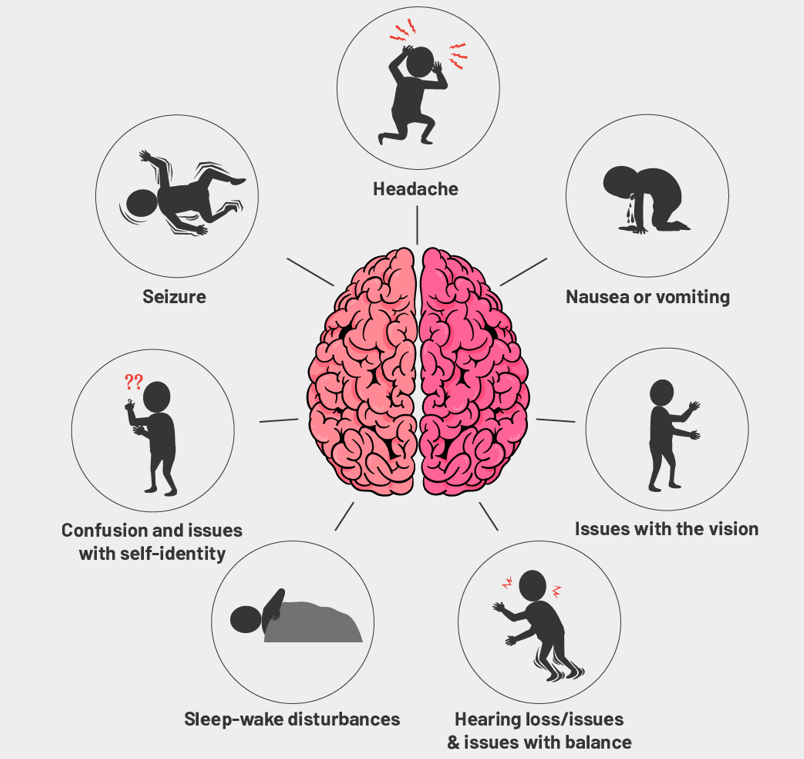 Headache
Seizure
Nausea or vomiting
??
Confusion and issues
with self-identity
Issues with the vision
Sleep-wake disturbances
Hearing loss/issues
& issues with balance